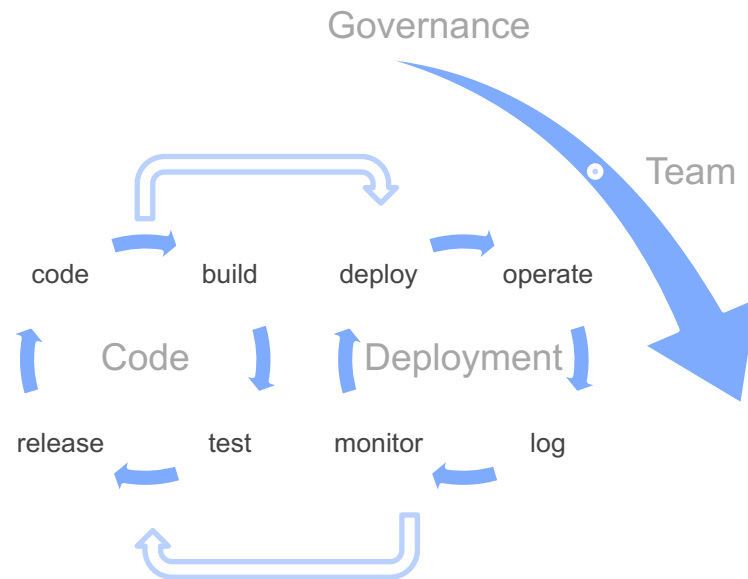 Governance
Team
code
build
deploy
operate
Code
Deployment
release
test
monitor
log